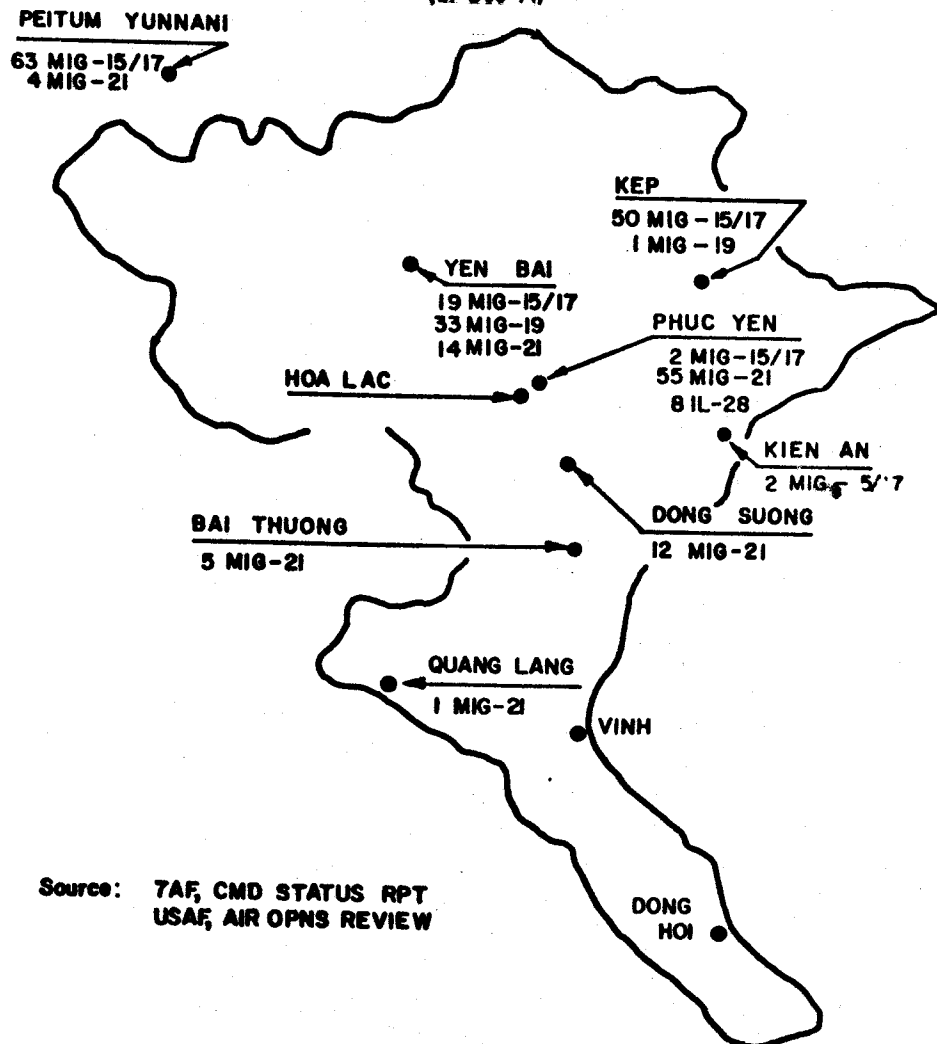 PEITUM YUNNANI
63 MIG-15/17
4 MIG-21
KEP
50 MIG-15/17
1 MIG-19
YEN BAI
19 MIG-15/17
33 MIG-19
14 MIG-21
PHUC YEN
2 MIG-15/17
55 MIG-21
8 IL-28
HOA LAC
KIEN AN
2 MIG
BAI THUONG
5 MIG-21
DONG SUONG
12 MIG-21
QUANG LANG
1 MIG-21
VINH
Source: 7AF, CMD STATUS RPT
USAF, AIR OPNS REVIEW
DONG
HOI